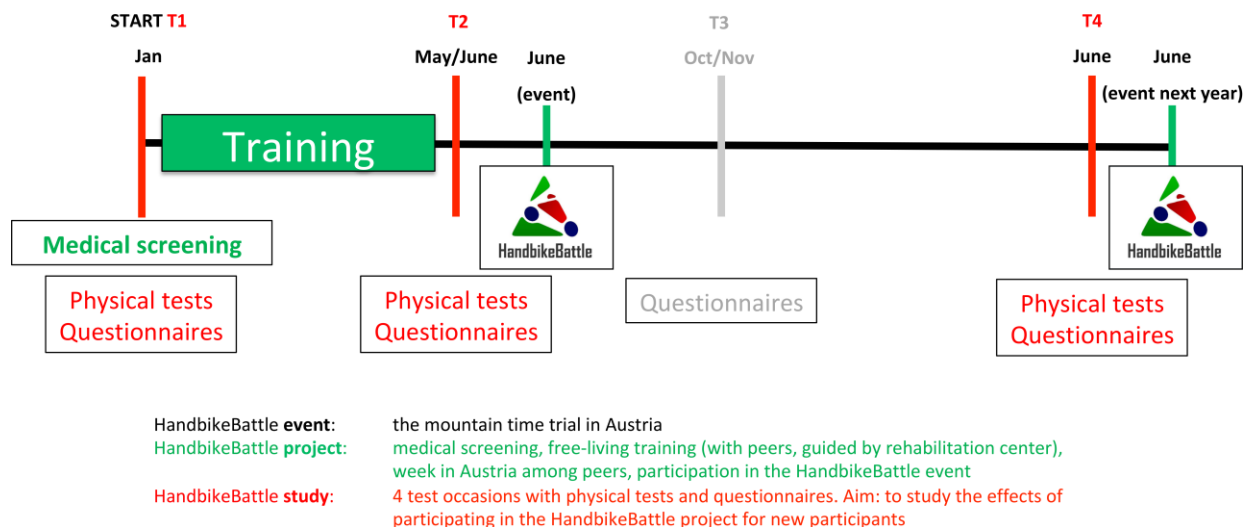 START T1
T2
T3
T4
Jan
May/June
June
(event)
Oct/Nov
June
June
(event next year)
Training
HandbikeBattle
HandbikeBattle
Medical screening
Physical tests
Questionnaires
Physical tests
Questionnaires
Questionnaires
Physical tests
Questionnaires
HandbikeBattle event: the mountain time trial in Austria
HandbikeBattle project: medical screening, free-living training (with peers, guided by rehabilitation center),
week in Austria among peers, participation in the HandbikeBattle event
HandbikeBattle study: 4 test occasions with physical tests and questionnaires. Aim: to study the effects of
participating in the HandbikeBattle project for new participants